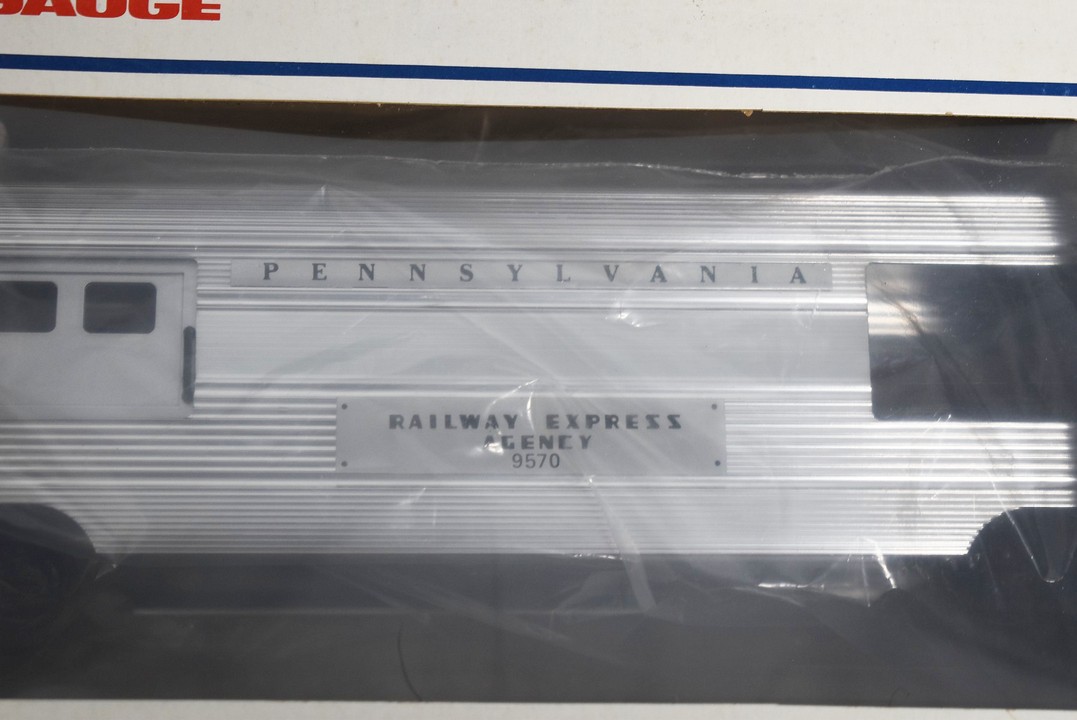 GAUGE
PENNSYLVANIA
RAILWAY EXPRESS
AGENCY
9570